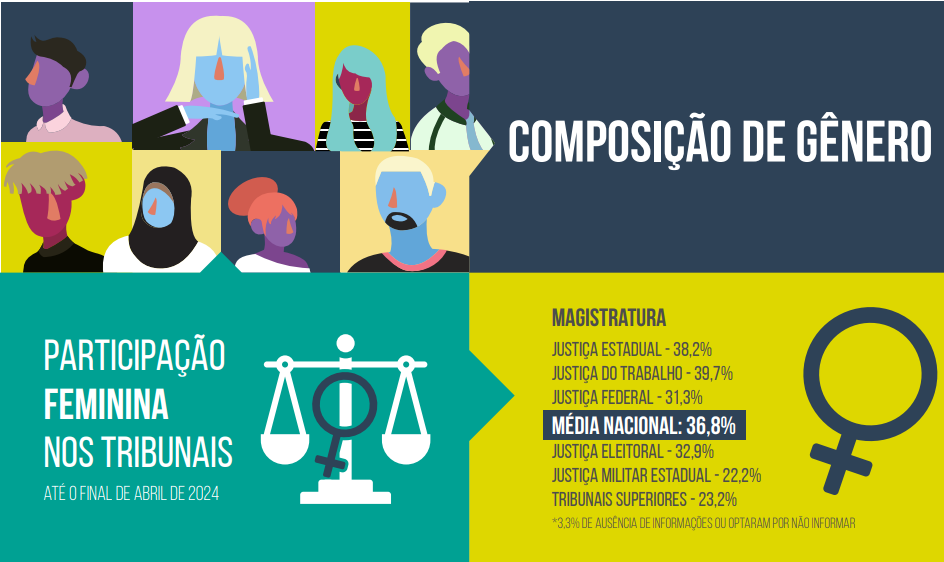 COMPOSIÇÃO DE GÊNERO
PARTICIPAÇÃO
FEMININA
NOS TRIBUNAIS
ATÉ O FINAL DE ABRIL DE 2024
MAGISTRATURA
JUSTIÇA ESTADUAL - 38,2%
JUSTIÇA DO TRABALHO - 39,7%
JUSTIÇA FEDERAL - 31,3%
MÉDIA NACIONAL: 36,8%
JUSTIÇA ELEITORAL - 32,9%
JUSTIÇA MILITAR ESTADUAL - 22,2%
TRIBUNAIS SUPERIORES - 23,2%
*3,3% DE AUSÊNCIA DE INFORMAÇÕES OU OPTARAM POR NÃO INFORMAR